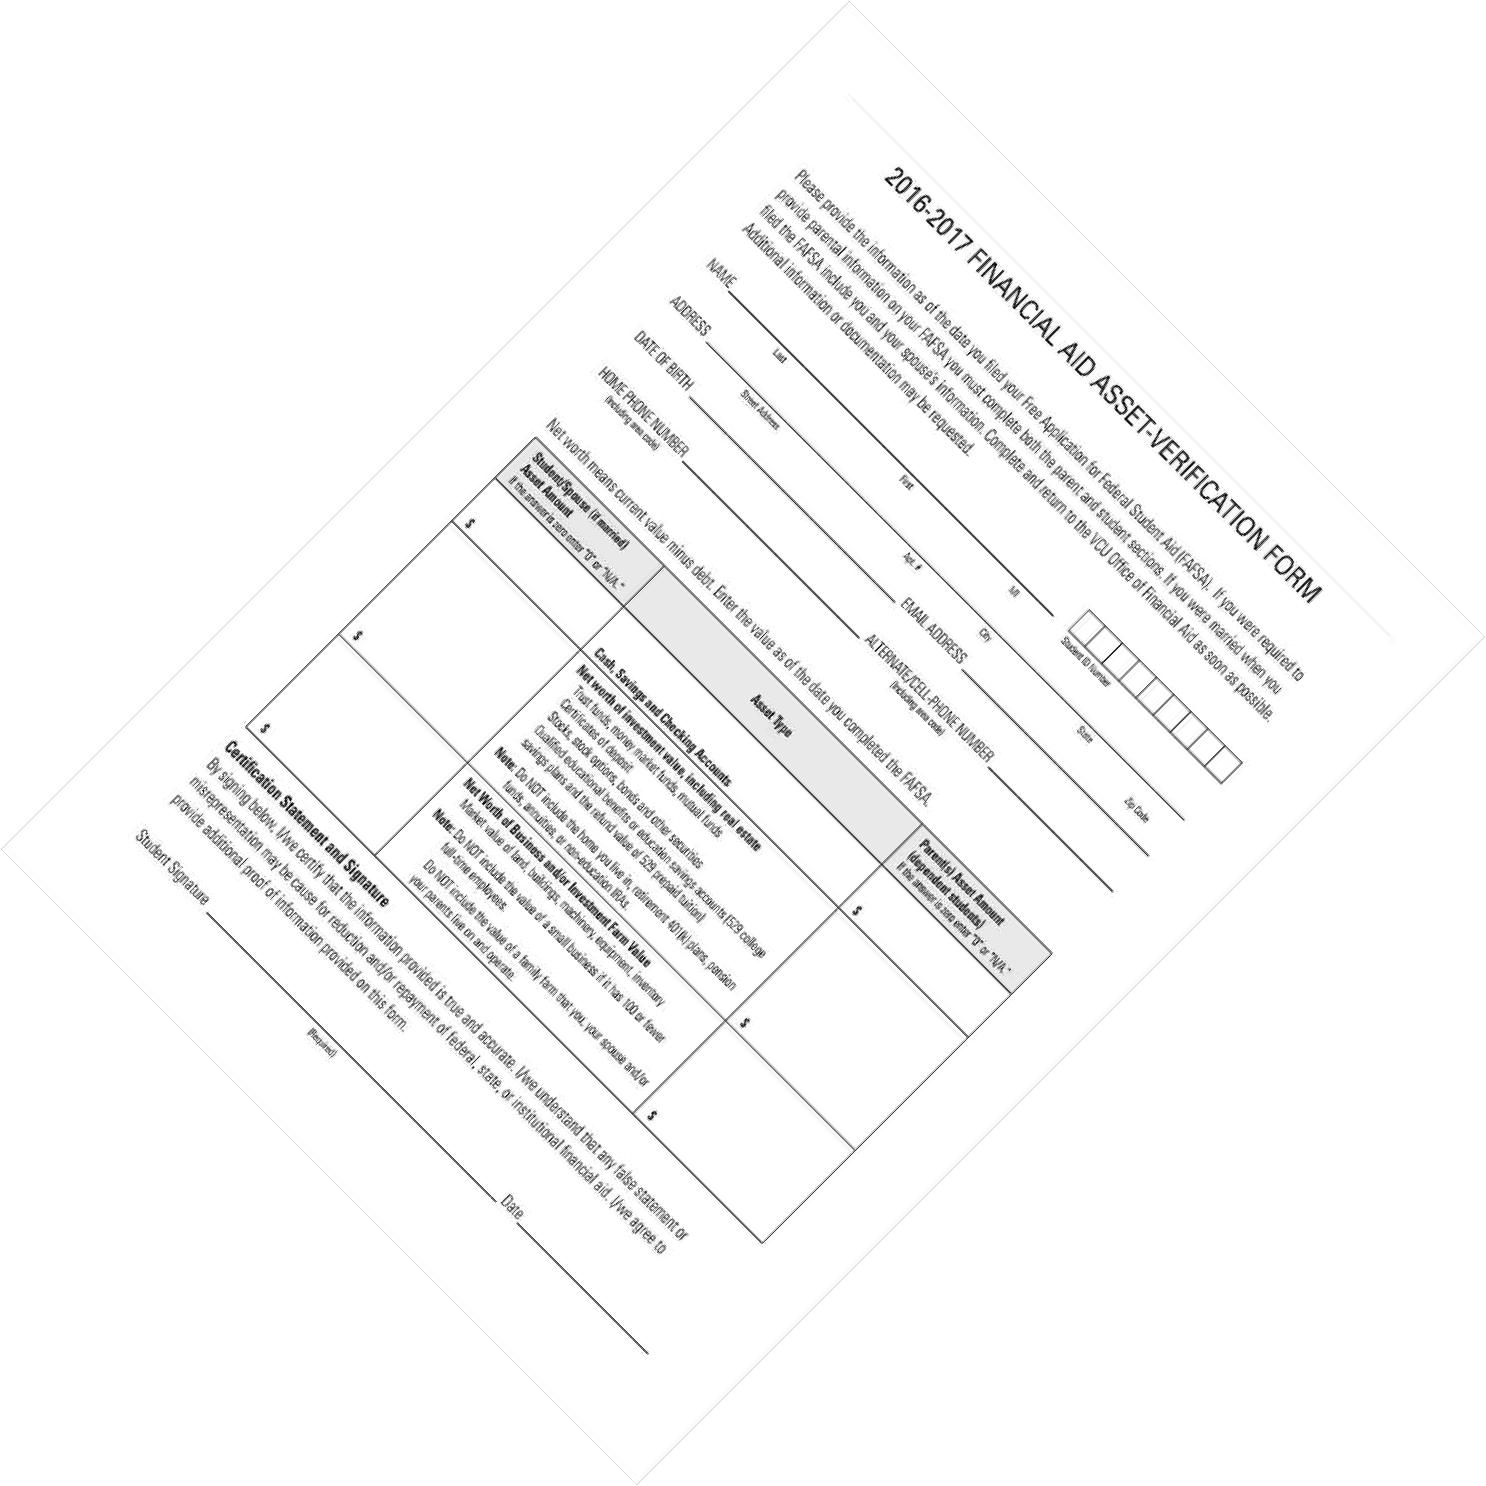 2016-2017 FINANCIAL AID ASSET-VERIFICATION FORM
Please provide the information as of the date you filed your Free Application for Federal Student Aid (FAFSA). If you were required to
provide parental information on your FAFSA you must complete both the parent and student sections. If you were married when you
filed the FAFSA include you and your spouse's information. Complete and return to the VCU Office of Financial Aid as soon as possible.
Additional information or documentation may be requested.
NAME
Last First MI Student ID Number
ADDRESS
Street Address Apt. # City State Zip Code
DATE OF BIRTH EMAIL ADDRESS
HOME PHONE NUMBER ALTERNATE/CELL-PHONE NUMBER
(Including area code) (Including area code)
Net worth means current value minus debt. Enter the value as of the date you completed the FAFSA.
Student/Spouse (if married)
Asset Amount
If the answer is zero enter "0" or "N/A."
Asset Type
Parent(s) Asset Amount
(dependent students)
If the answer is zero enter "0" or "N/A."
$ Cash, Savings and Checking Accounts $
$ Net worth of investment value, including real estate $
Trust funds, money market funds, mutual funds
Certificates of deposit
Stocks, stock options, bonds and other securities
Qualified educational benefits or education savings accounts (529 college
savings plans and the refund value of 529 prepaid tuition)
Note: Do NOT include the home you live in, retirement 401(k) plans, pension
funds, annuities, or non-education IRAs.
$ Net Worth of Business and/or Investment Farm Value $
Market value of land, buildings, machinery, equipment, inventory
Note: Do NOT include the value of a small business if it has 100 or fewer
full-time employees.
Do NOT include the value of a family farm that you, your spouse and/or
your parents live on and operate.
Certification Statement and Signature
By signing below, I/we certify that the information provided is true and accurate. I/we understand that any false statement or
misrepresentation may be cause for reduction and/or repayment of federal, state, or institutional financial aid. I/we agree to
provide additional proof of information provided on this form.
Student Signature Date
(Required)